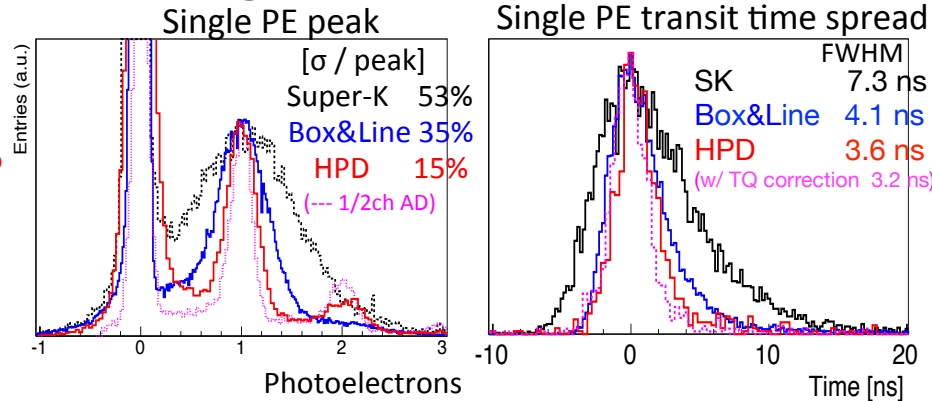 Single PE peak
Entries (a.u.)
[σ / peak]
Super-K 53%
Box&Line 35%
HPD 15%
(--- 1/2ch AD)
-1 0 1 2 3
Photoelectrons
Single PE transit time spread
FWHM
SK 7.3 ns
Box&Line 4.1 ns
HPD 3.6 ns
(w/ TQ correction 3.2 ns)
-10 0 10 20
Time [ns]